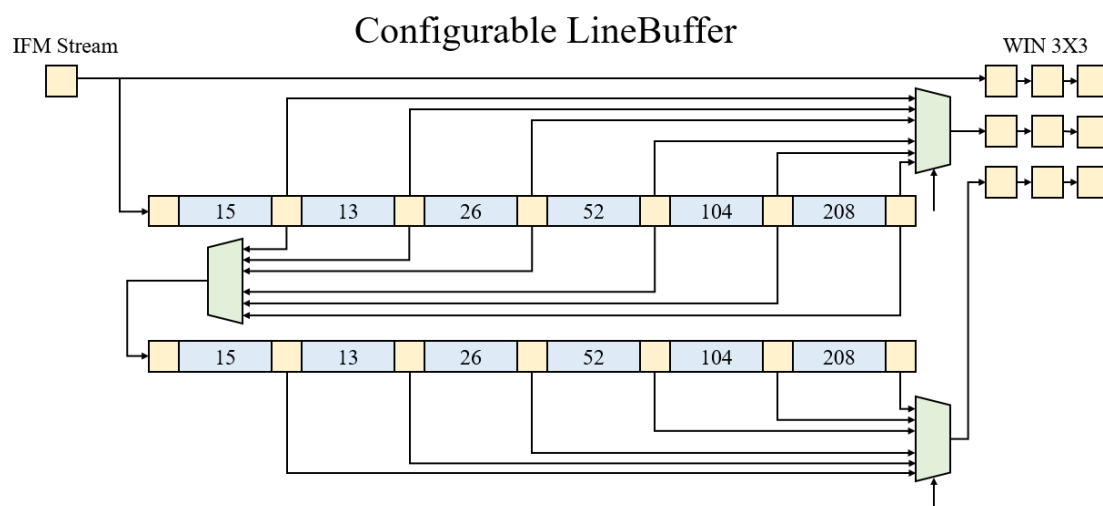 Configurable LineBuffer
IFM Stream
WIN 3X3
15 13 26 52 104 208
15 13 26 52 104 208